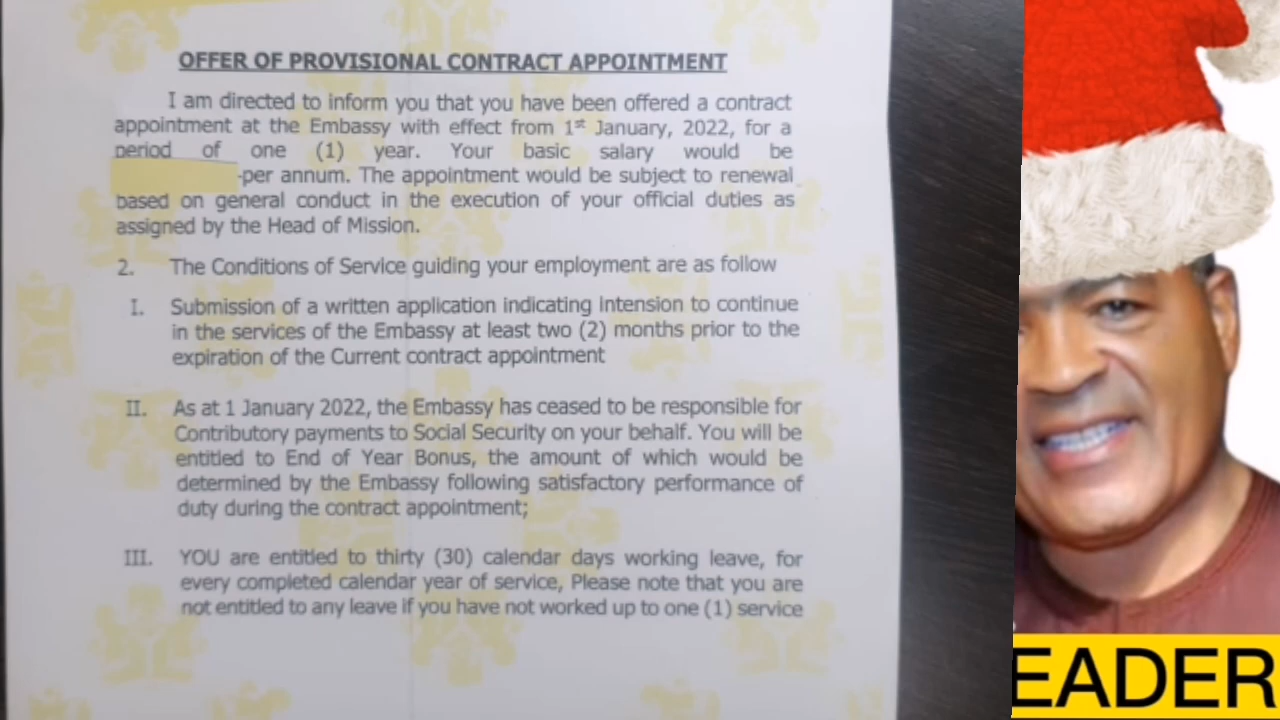 OFFER OF PROVISIONAL CONTRACT APPOINTMENT
I am directed to inform you that you have been offered a contract
appointment at the Embassy with effect from 1st January, 2022, for a
period of one (1) year. Your basic salary would be
-per annum. The appointment would be subject to renewal
based on general conduct in the execution of your official duties as
assigned by the Head of Mission.
2. The Conditions of Service guiding your employment are as follow
I. Submission of a written application indicating intension to continue
in the services of the Embassy at least two (2) months prior to the
expiration of the Current contract appointment
II. As at 1 January 2022, the Embassy has ceased to be responsible for
Contributory payments to Social Security on your behalf. You will be
entitled to End of Year Bonus, the amount of which would be
determined by the Embassy following satisfactory performance of
duty during the contract appointment;
III. YOU are entitled to thirty (30) calendar days working leave, for
every completed calendar year of service, Please note that you are
not entitled to any leave if you have not worked up to one (1) service
EADER